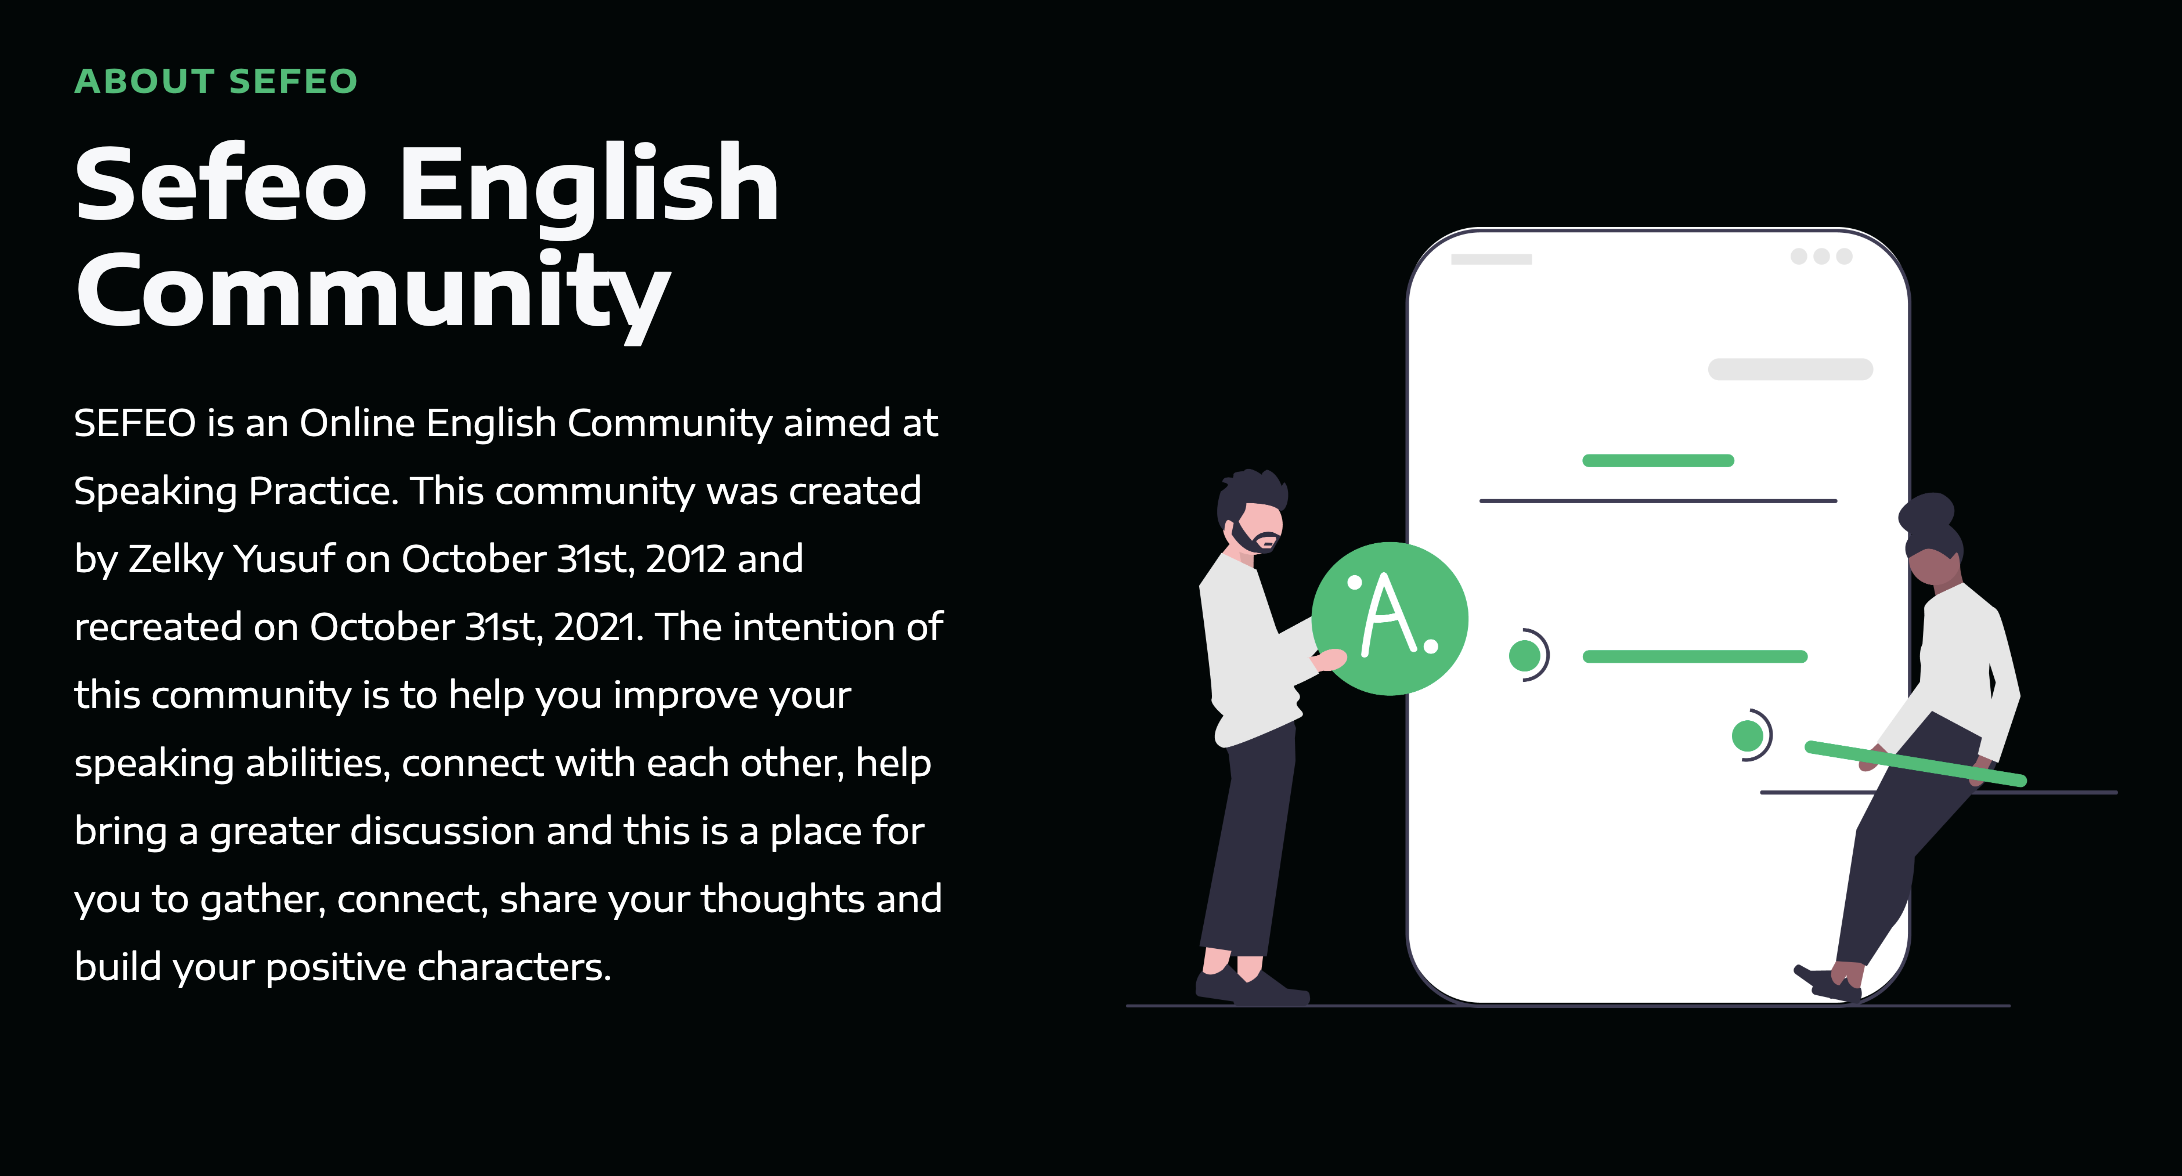 ABOUT SEFEO
Sefeo English
Community
SEFEO is an Online English Community aimed at
Speaking Practice. This community was created
by Zelky Yusuf on October 31st, 2012 and
recreated on October 31st, 2021. The intention of
this community is to help you improve your
speaking abilities, connect with each other, help
bring a greater discussion and this is a place for
you to gather, connect, share your thoughts and
build your positive characters.
A